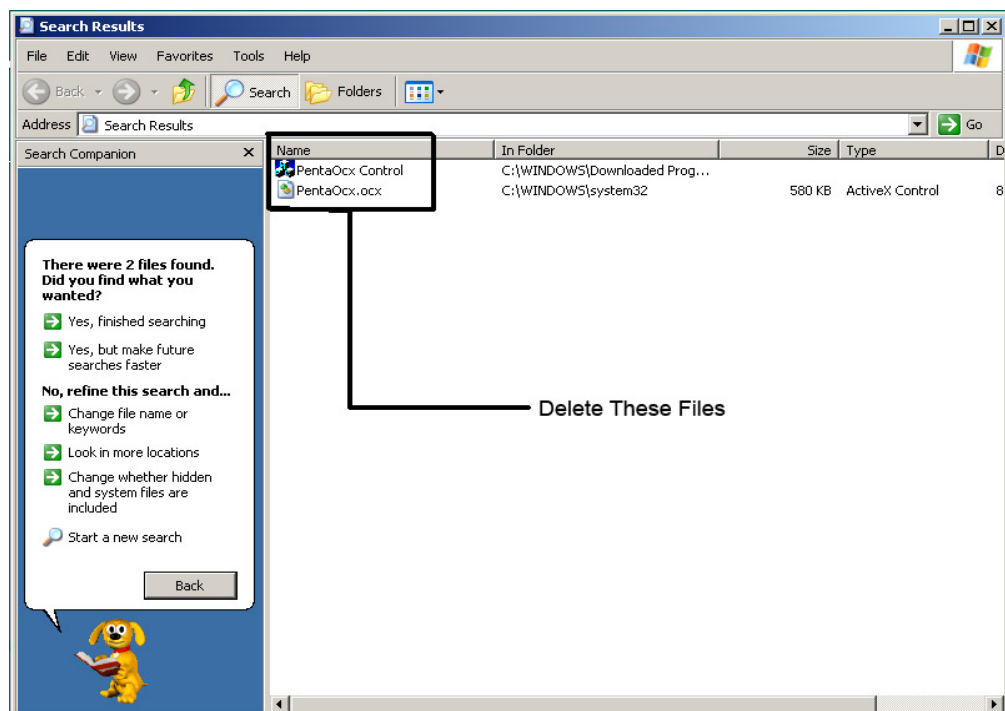 Search Results
File Edit View Favorites Tools Help
Back Search Folders
Address Search Results Go
Search Companion
Name In Folder Size Type D
PentaOcx Control C:\WINDOWS\Downloaded Prog...
PentaOcx.ocx C:\WINDOWS\system32 580 KB ActiveX Control 8
There were 2 files found.
Did you find what you
wanted?
Yes, finished searching
Yes, but make future
searches faster
No, refine this search and...
Change file name or
keywords
Look in more locations
Change whether hidden
and system files are
included
Start a new search
Back
Delete These Files